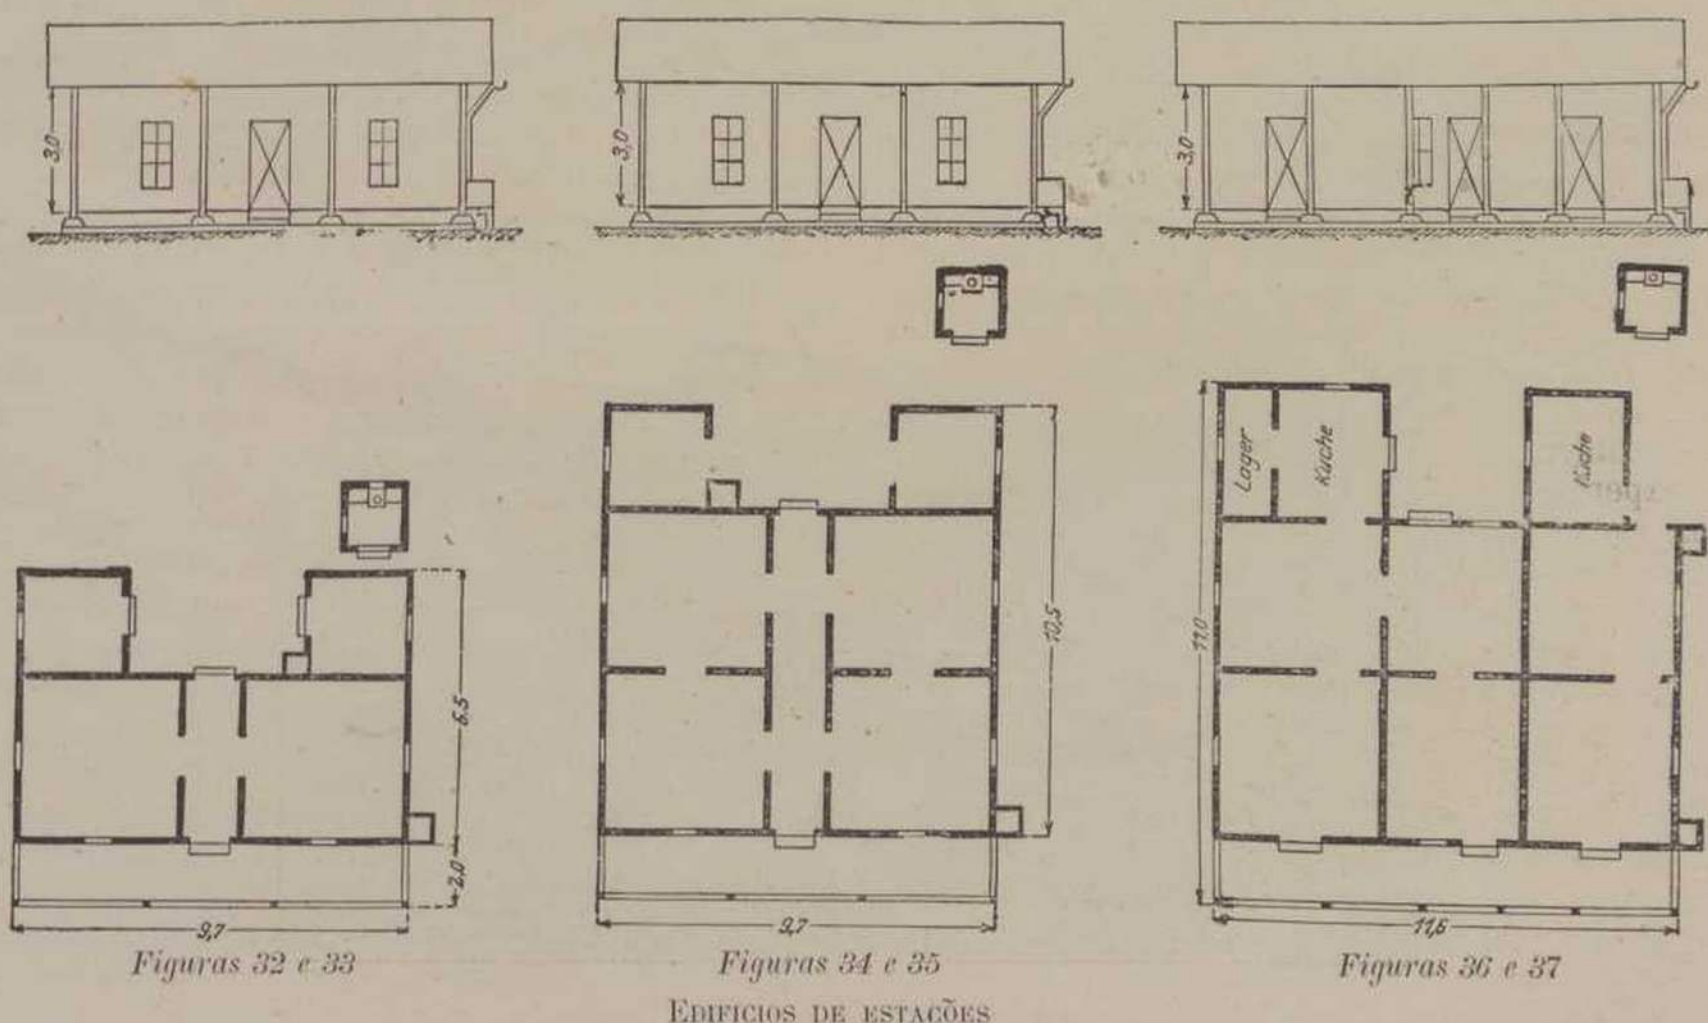 3,0
3,0
3,0
Lager
Küche
Küche
6.5
2.0
9,7
10,5
9,7
11,0
11,6
Figuras 32 e 33
Figuras 34 e 35
Figuras 36 e 37
EDIFICIOS DE ESTAÇÕES